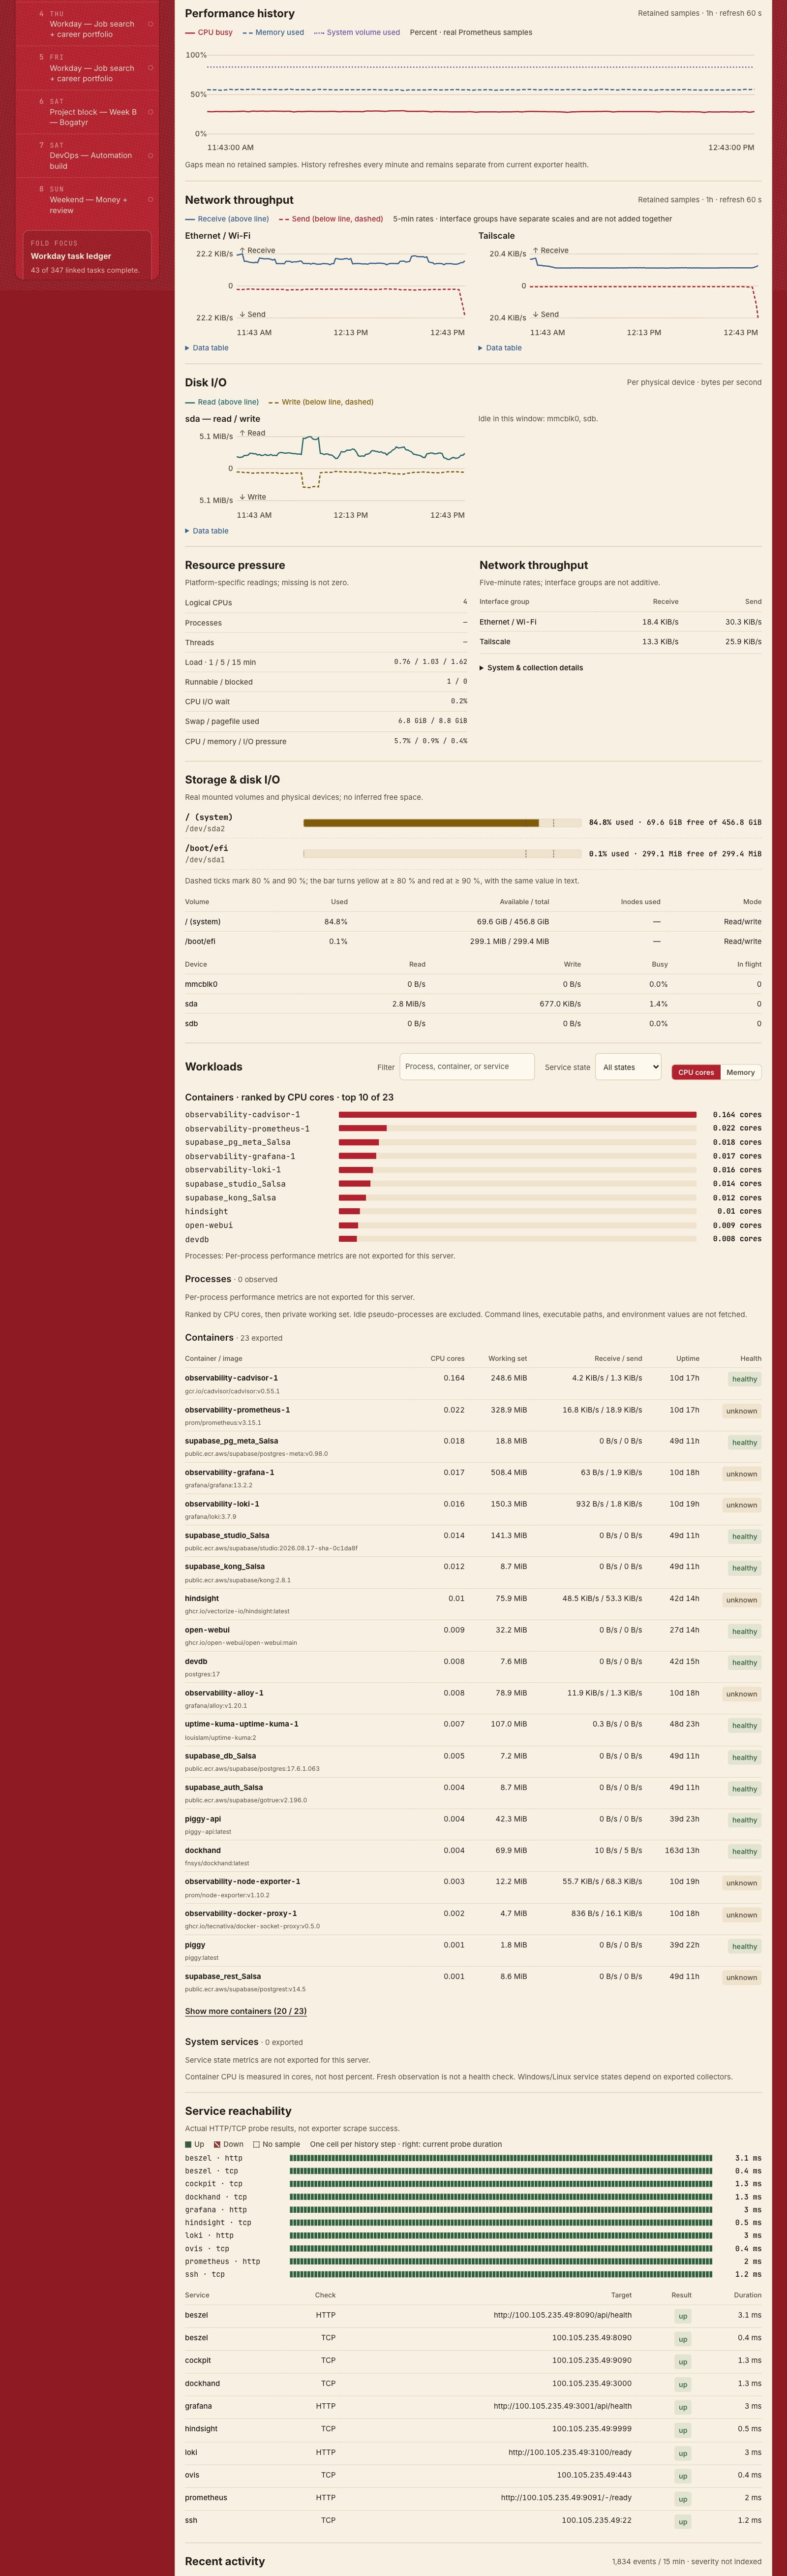 4 THU
Workday — Job search
+ career portfolio
5 FRI
Workday — Job search
+ career portfolio
6 SAT
Project block — Week B
— Bogatyr
7 SAT
DevOps — Automation
build
8 SUN
Weekend — Money +
review
FOLD FOCUS
Workday task ledger
43 of 347 linked tasks complete.
Performance history
Retained samples · 1h · refresh 60 s
CPU busy Memory used System volume used Percent · real Prometheus samples
100%
50%
0%
11:43:00 AM 12:43:00 PM
Gaps mean no retained samples. History refreshes every minute and remains separate from current exporter health.
Network throughput
Retained samples · 1h · refresh 60 s
Receive (above line) Send (below line, dashed) 5-min rates · interface groups have separate scales and are not added together
Ethernet / Wi-Fi
22.2 KiB/s ↑ Receive
0
22.2 KiB/s ↓ Send
11:43 AM 12:13 PM 12:43 PM
▶ Data table
Tailscale
20.4 KiB/s ↑ Receive
0
20.4 KiB/s ↓ Send
11:43 AM 12:13 PM 12:43 PM
▶ Data table
Disk I/O
Per physical device · bytes per second
Read (above line) Write (below line, dashed)
sda — read / write
5.1 MiB/s ↑ Read
0
5.1 MiB/s ↓ Write
11:43 AM 12:13 PM 12:43 PM
▶ Data table
Idle in this window: mmcblk0, sdb.
Resource pressure
Platform-specific readings; missing is not zero.
Logical CPUs 4
Processes —
Threads —
Load · 1 / 5 / 15 min 0.76 / 1.03 / 1.62
Runnable / blocked 1 / 0
CPU I/O wait 0.2%
Swap / pagefile used 6.8 GiB / 8.8 GiB
CPU / memory / I/O pressure 5.7% / 0.9% / 0.4%
Network throughput
Five-minute rates; interface groups are not additive.
Interface group Receive Send
Ethernet / Wi-Fi 18.4 KiB/s 30.3 KiB/s
Tailscale 13.3 KiB/s 25.9 KiB/s
▶ System & collection details
Storage & disk I/O
Real mounted volumes and physical devices; no inferred free space.
/ (system)
/dev/sda2
84.8% used · 69.6 GiB free of 456.8 GiB
/boot/efi
/dev/sda1
0.1% used · 299.1 MiB free of 299.4 MiB
Dashed ticks mark 80 % and 90 %; the bar turns yellow at ≥ 80 % and red at ≥ 90 %, with the same value in text.
Volume Used Available / total Inodes used Mode
/ (system) 84.8% 69.6 GiB / 456.8 GiB — Read/write
/boot/efi 0.1% 299.1 MiB / 299.4 MiB — Read/write
Device Read Write Busy In flight
mmcblk0 0 B/s 0 B/s 0.0% 0
sda 2.8 MiB/s 677.0 KiB/s 1.4% 0
sdb 0 B/s 0 B/s 0.0% 0
Workloads
Filter Process, container, or service Service state All states CPU cores Memory
Containers · ranked by CPU cores · top 10 of 23
observability-cadvisor-1 0.164 cores
observability-prometheus-1 0.022 cores
supabase_pg_meta_Salsa 0.018 cores
observability-grafana-1 0.017 cores
observability-loki-1 0.016 cores
supabase_studio_Salsa 0.014 cores
supabase_kong_Salsa 0.012 cores
hindsight 0.01 cores
open-webui 0.009 cores
devdb 0.008 cores
Processes: Per-process performance metrics are not exported for this server.
Processes · 0 observed
Per-process performance metrics are not exported for this server.
Ranked by CPU cores, then private working set. Idle pseudo-processes are excluded. Command lines, executable paths, and environment values are not fetched.
Containers · 23 exported
Container / image CPU cores Working set Receive / send Uptime Health
observability-cadvisor-1 0.164 248.6 MiB 4.2 KiB/s / 1.3 KiB/s 10d 17h healthy
gcr.io/cadvisor/cadvisor:v0.55.1
observability-prometheus-1 0.022 328.9 MiB 16.8 KiB/s / 18.9 KiB/s 10d 17h unknown
prom/prometheus:v3.15.1
supabase_pg_meta_Salsa 0.018 18.8 MiB 0 B/s / 0 B/s 49d 11h healthy
public.ecr.aws/supabase/postgres-meta:v0.98.0
observability-grafana-1 0.017 508.4 MiB 63 B/s / 1.9 KiB/s 10d 18h unknown
grafana/grafana:13.2.2
observability-loki-1 0.016 150.3 MiB 932 B/s / 1.8 KiB/s 10d 19h unknown
grafana/loki:3.7.9
supabase_studio_Salsa 0.014 141.3 MiB 0 B/s / 0 B/s 49d 11h healthy
public.ecr.aws/supabase/studio:2026.08.17-sha-0c1da8f
supabase_kong_Salsa 0.012 8.7 MiB 0 B/s / 0 B/s 49d 11h healthy
public.ecr.aws/supabase/kong:2.8.1
hindsight 0.01 75.9 MiB 48.5 KiB/s / 53.3 KiB/s 42d 14h unknown
ghcr.io/vectorize-io/hindsight:latest
open-webui 0.009 32.2 MiB 0 B/s / 0 B/s 27d 14h healthy
ghcr.io/open-webui/open-webui:main
devdb 0.008 7.6 MiB 0 B/s / 0 B/s 42d 15h healthy
postgres:17
observability-alloy-1 0.008 78.9 MiB 11.9 KiB/s / 1.3 KiB/s 10d 18h unknown
grafana/alloy:v1.20.1
uptime-kuma-uptime-kuma-1 0.007 107.0 MiB 0.3 B/s / 0 B/s 48d 23h healthy
louislam/uptime-kuma:2
supabase_db_Salsa 0.005 7.2 MiB 0 B/s / 0 B/s 49d 11h healthy
public.ecr.aws/supabase/postgres:17.6.1.063
supabase_auth_Salsa 0.004 8.7 MiB 0 B/s / 0 B/s 49d 11h healthy
public.ecr.aws/supabase/gotrue:v2.196.0
piggy-api 0.004 42.3 MiB 0 B/s / 0 B/s 39d 23h healthy
piggy-api:latest
dockhand 0.004 69.9 MiB 10 B/s / 5 B/s 163d 13h healthy
fnsys/dockhand:latest
observability-node-exporter-1 0.003 12.2 MiB 55.7 KiB/s / 68.3 KiB/s 10d 19h unknown
prom/node-exporter:v1.10.2
observability-docker-proxy-1 0.002 4.7 MiB 836 B/s / 16.1 KiB/s 10d 18h unknown
ghcr.io/tecnativa/docker-socket-proxy:v0.5.0
piggy 0.001 1.8 MiB 0 B/s / 0 B/s 39d 22h healthy
piggy:latest
supabase_rest_Salsa 0.001 8.6 MiB 0 B/s / 0 B/s 49d 11h unknown
public.ecr.aws/supabase/postgrest:v14.5
Show more containers (20 / 23)
System services · 0 exported
Service state metrics are not exported for this server.
Container CPU is measured in cores, not host percent. Fresh observation is not a health check. Windows/Linux service states depend on exported collectors.
Service reachability
Actual HTTP/TCP probe results, not exporter scrape success.
Up Down No sample One cell per history step · right: current probe duration
beszel · http 3.1 ms
beszel · tcp 0.4 ms
cockpit · tcp 1.3 ms
dockhand · tcp 1.3 ms
grafana · http 3 ms
hindsight · tcp 0.5 ms
loki · http 3 ms
ovis · tcp 0.4 ms
prometheus · http 2 ms
ssh · tcp 1.2 ms
Service Check Target Result Duration
beszel HTTP http://100.105.235.49:8090/api/health up 3.1 ms
beszel TCP 100.105.235.49:8090 up 0.4 ms
cockpit TCP 100.105.235.49:9090 up 1.3 ms
dockhand TCP 100.105.235.49:3000 up 1.3 ms
grafana HTTP http://100.105.235.49:3001/api/health up 3 ms
hindsight TCP 100.105.235.49:9999 up 0.5 ms
loki HTTP http://100.105.235.49:3100/ready up 3 ms
ovis TCP 100.105.235.49:443 up 0.4 ms
prometheus HTTP http://100.105.235.49:9091/-/ready up 2 ms
ssh TCP 100.105.235.49:22 up 1.2 ms
Recent activity
1,834 events / 15 min · severity not indexed